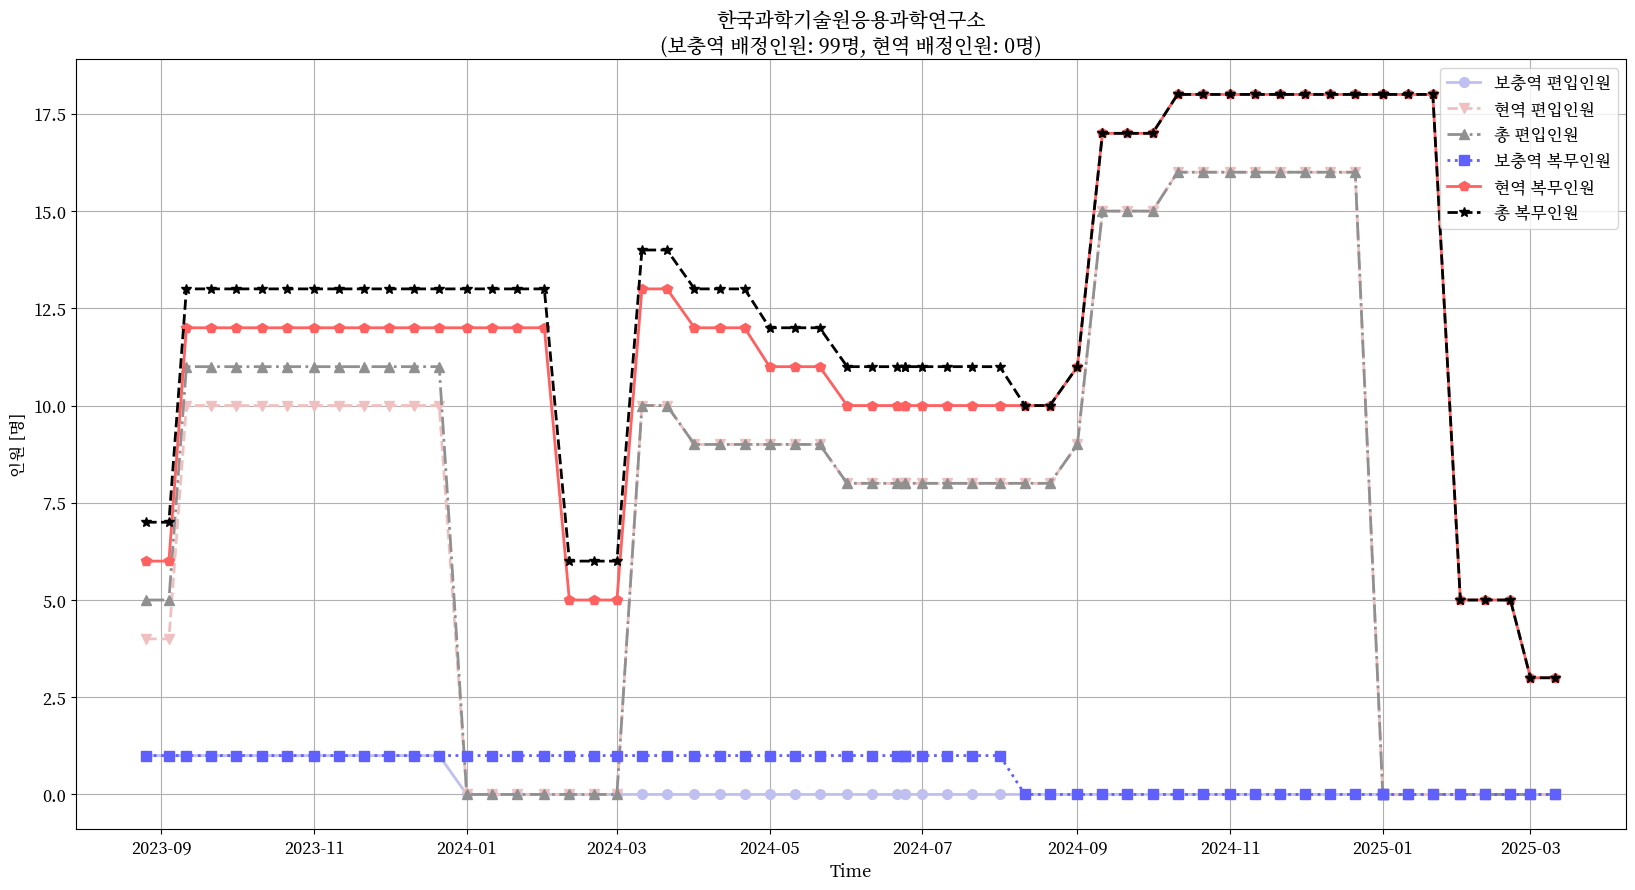 한국과학기술원응용과학연구소
(보충역 배정인원: 99명, 현역 배정인원: 0명)
보충역 편입인원
현역 편입인원
총 편입인원
보충역 복무인원
현역 복무인원
총 복무인원
17.5
15.0
12.5
10.0
7.5
5.0
2.5
0.0
인원 [명]
2023-09 2023-11 2024-01 2024-03 2024-05 2024-07 2024-09 2024-11 2025-01 2025-03
Time